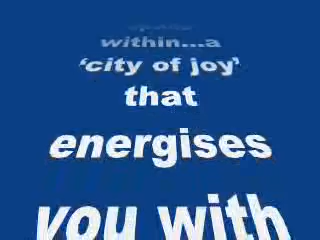 within...a
‘city of joy’
that
energises
you with